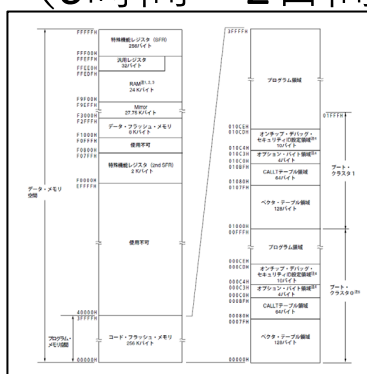 FFFFFH
特殊機能レジスタ (SFR)
256バイト
FFF00H
FFEFFH
汎用レジスタ
32バイト
FFEE0H
FFEDFH
RAM
24 Kバイト
F9F00H
F9EFFH
Mirror
27.75 Kバイト
F3000H
F2FFFH
データ・フラッシュ・メモリ
8 Kバイト
F1000H
F0FFFH
使用不可
F0800H
F07FFH
特殊機能レジスタ (2nd SFR)
2 Kバイト
F0000H
EFFFFH
データ・メモリ
空間
使用不可
40000H
3FFFFH
プログラム・
メモリ空間
コード・フラッシュ・メモリ
256 Kバイト
00000H
3FFFFH
プログラム領域
01FFFH
010CEH
010CDH
オンチップ・デバッグ・
セキュリティID設定領域
10バイト
010C4H
010C3H
オプション・バイト領域
4バイト
010C0H
010BFH
CALLTテーブル領域
64バイト
01080H
0107FH
ベクタ・テーブル領域
128バイト
01000H
00FFFH
ブート・
クラスタ1
プログラム領域
000CEH
000CDH
オンチップ・デバッグ・
セキュリティID設定領域
10バイト
000C4H
000C3H
オプション・バイト領域
4バイト
000C0H
000BFH
CALLTテーブル領域
64バイト
00080H
0007FH
ベクタ・テーブル領域
128バイト
00000H
ブート・
クラスタ0